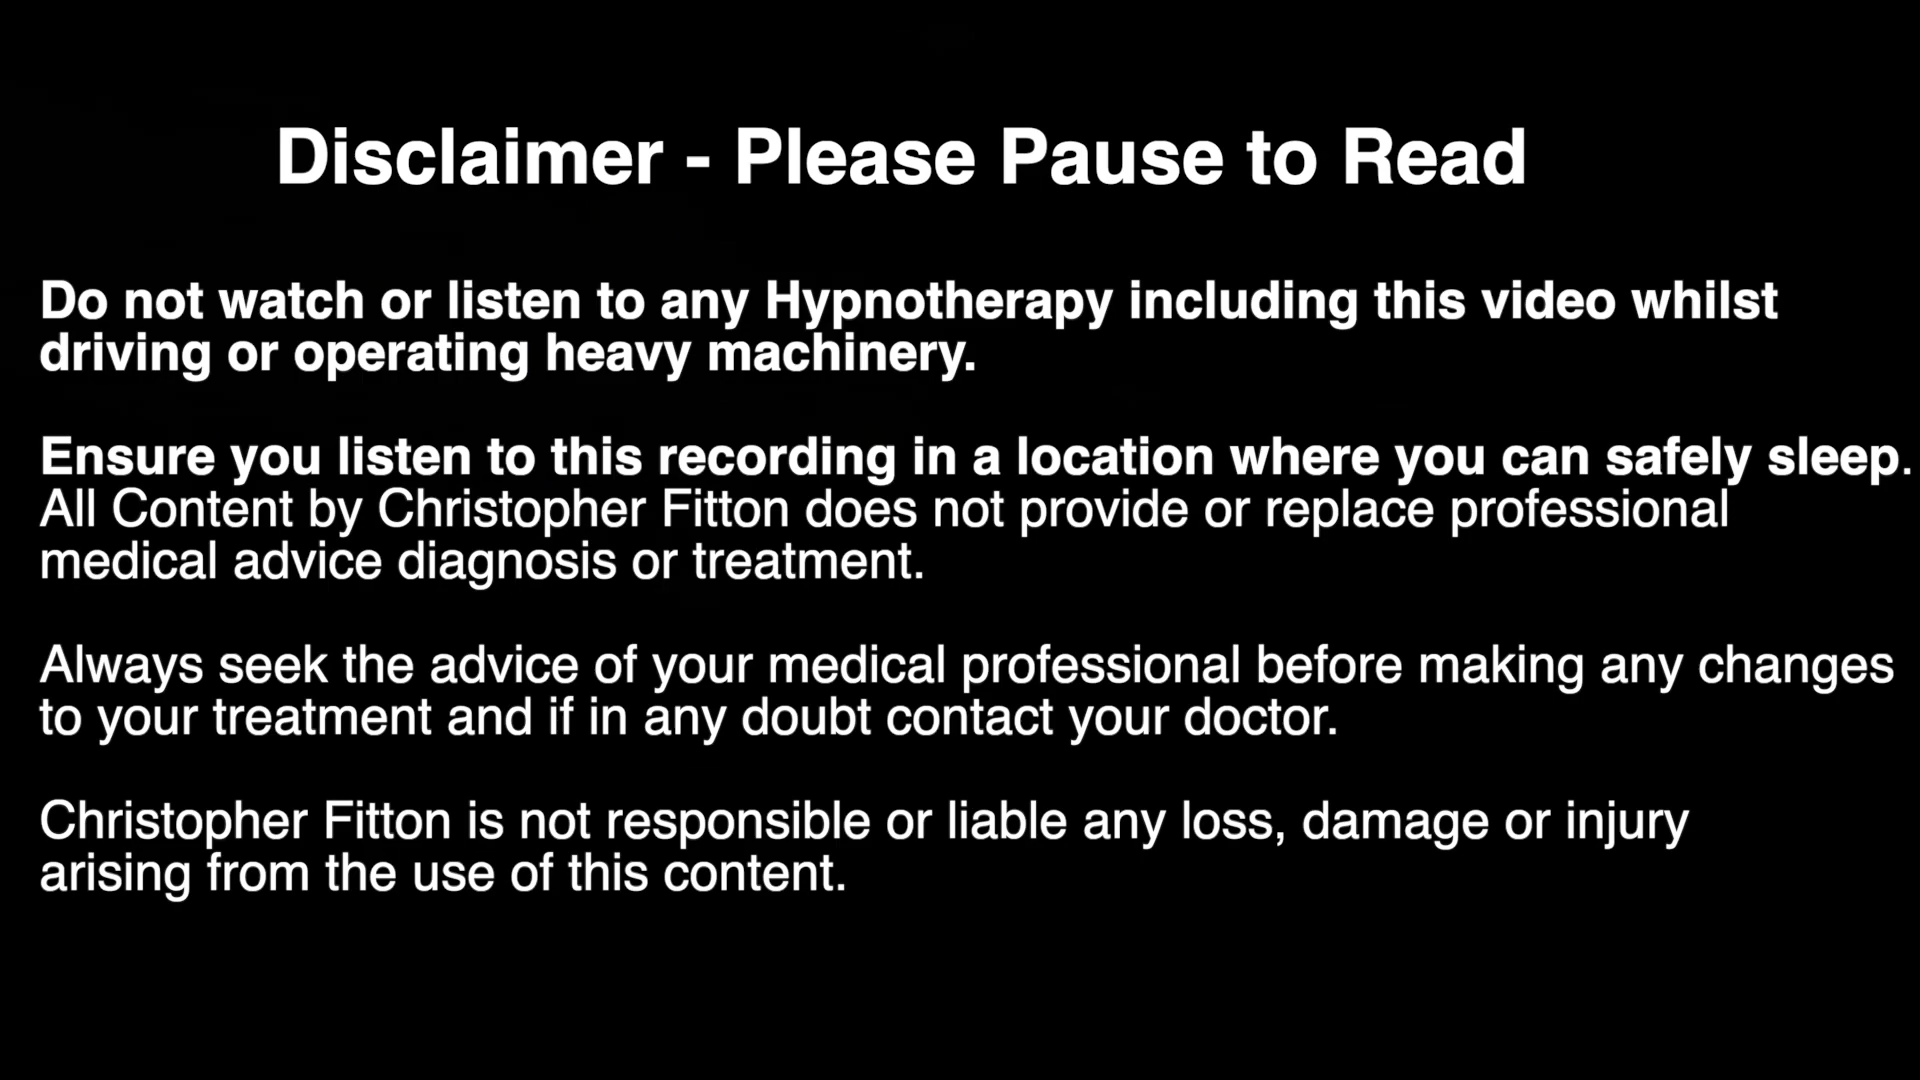 Disclaimer - Please Pause to Read
Do not watch or listen to any Hypnotherapy including this video whilst
driving or operating heavy machinery.
Ensure you listen to this recording in a location where you can safely sleep.
All Content by Christopher Fitton does not provide or replace professional
medical advice diagnosis or treatment.
Always seek the advice of your medical professional before making any changes
to your treatment and if in any doubt contact your doctor.
Christopher Fitton is not responsible or liable any loss, damage or injury
arising from the use of this content.